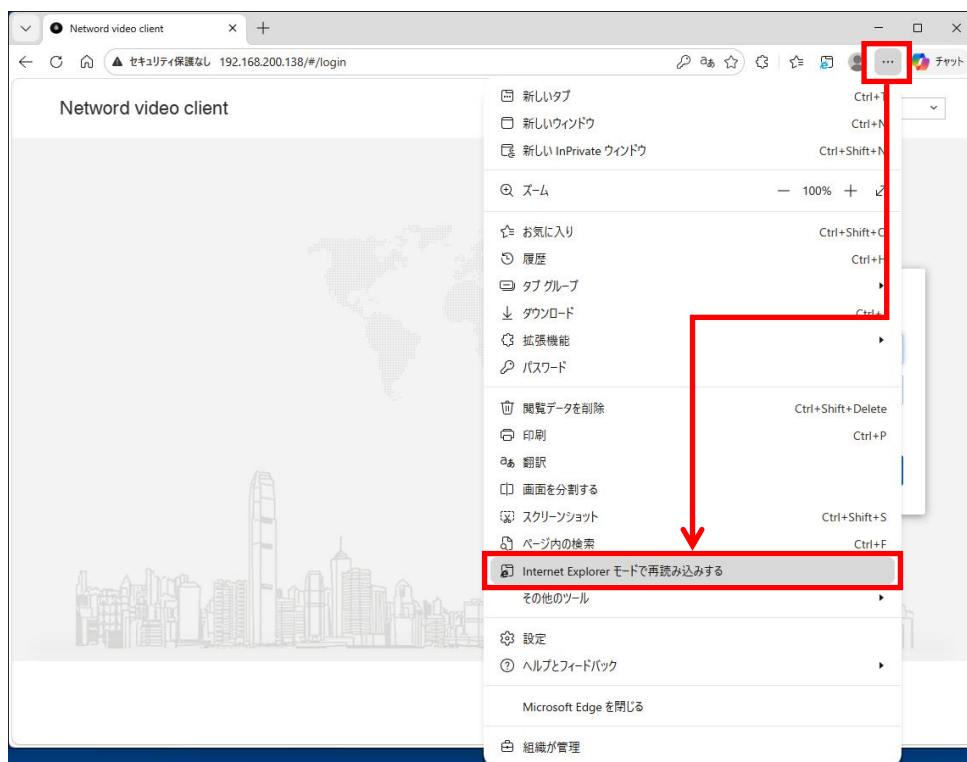 Netword video client
セキュリティ保護なし 192.168.200.138/#/login
チャット
Netword video client
新しいタブ Ctrl+T
新しいウィンドウ Ctrl+N
新しい InPrivate ウィンドウ Ctrl+Shift+N
ズーム 100%
お気に入り Ctrl+Shift+O
履歴 Ctrl+H
タブ グループ
ダウンロード Ctrl+
拡張機能
パスワード
閲覧データを削除 Ctrl+Shift+Delete
印刷 Ctrl+P
翻訳
画面を分割する
スクリーンショット Ctrl+Shift+S
ページ内の検索 Ctrl+F
Internet Explorer モードで再読み込みする
その他のツール
設定
ヘルプとフィードバック
Microsoft Edge を閉じる
組織が管理